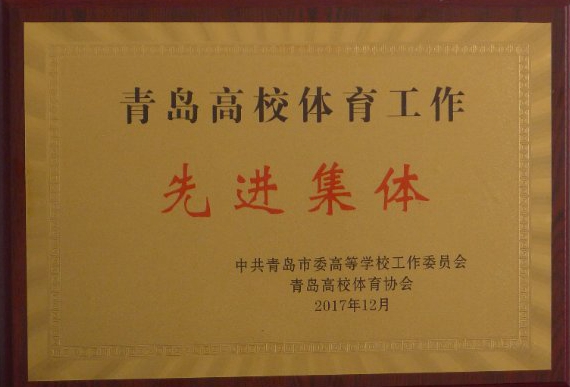 青岛高校体育工作
先进集体
中共青岛市委高等学校工作委员会
青岛高校体育协会
2017年12月